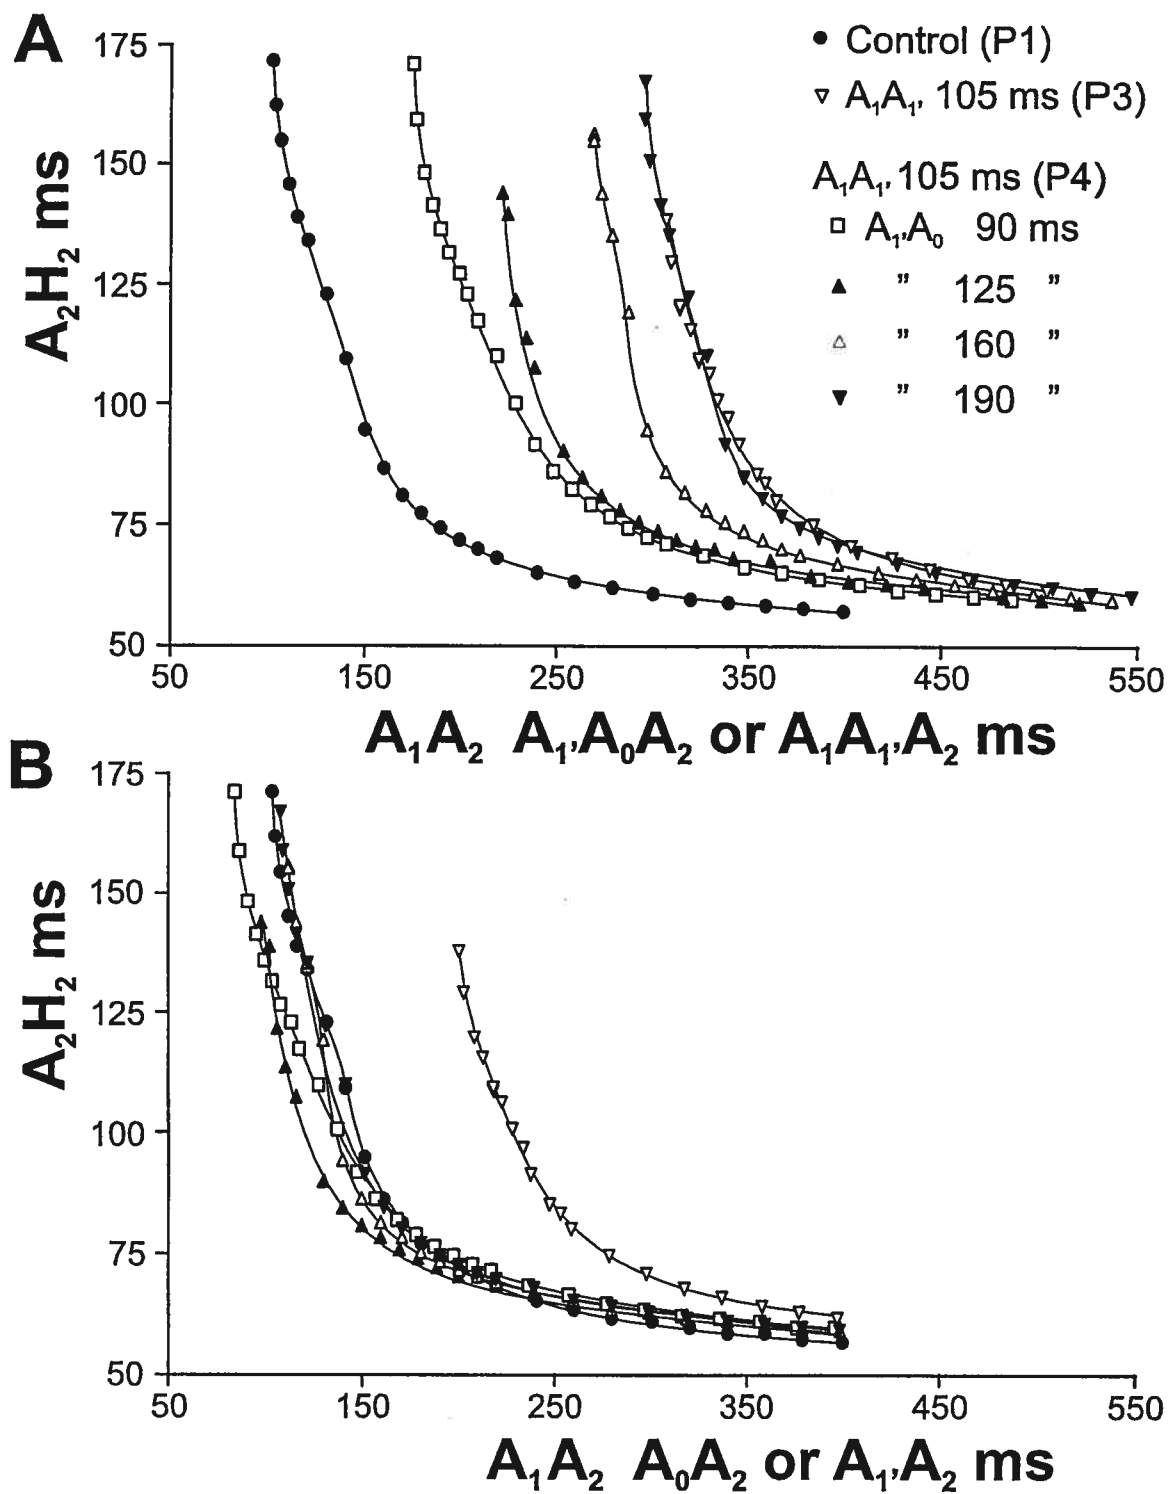 A
175
150
125
100
75
50
A₂H₂ ms
50 150 250 350 450 550
A₁A₂ A₁'A₀A₂ or A₁A₁'A₂ ms
● Control (P1)
▽ A₁A₁' 105 ms (P3)
A₁A₁' 105 ms (P4)
□ A₁'A₀ 90 ms
▲ " 125 "
△ " 160 "
▼ " 190 "
B
175
150
125
100
75
50
A₂H₂ ms
50 150 250 350 450 550
A₁A₂ A₀A₂ or A₁'A₂ ms